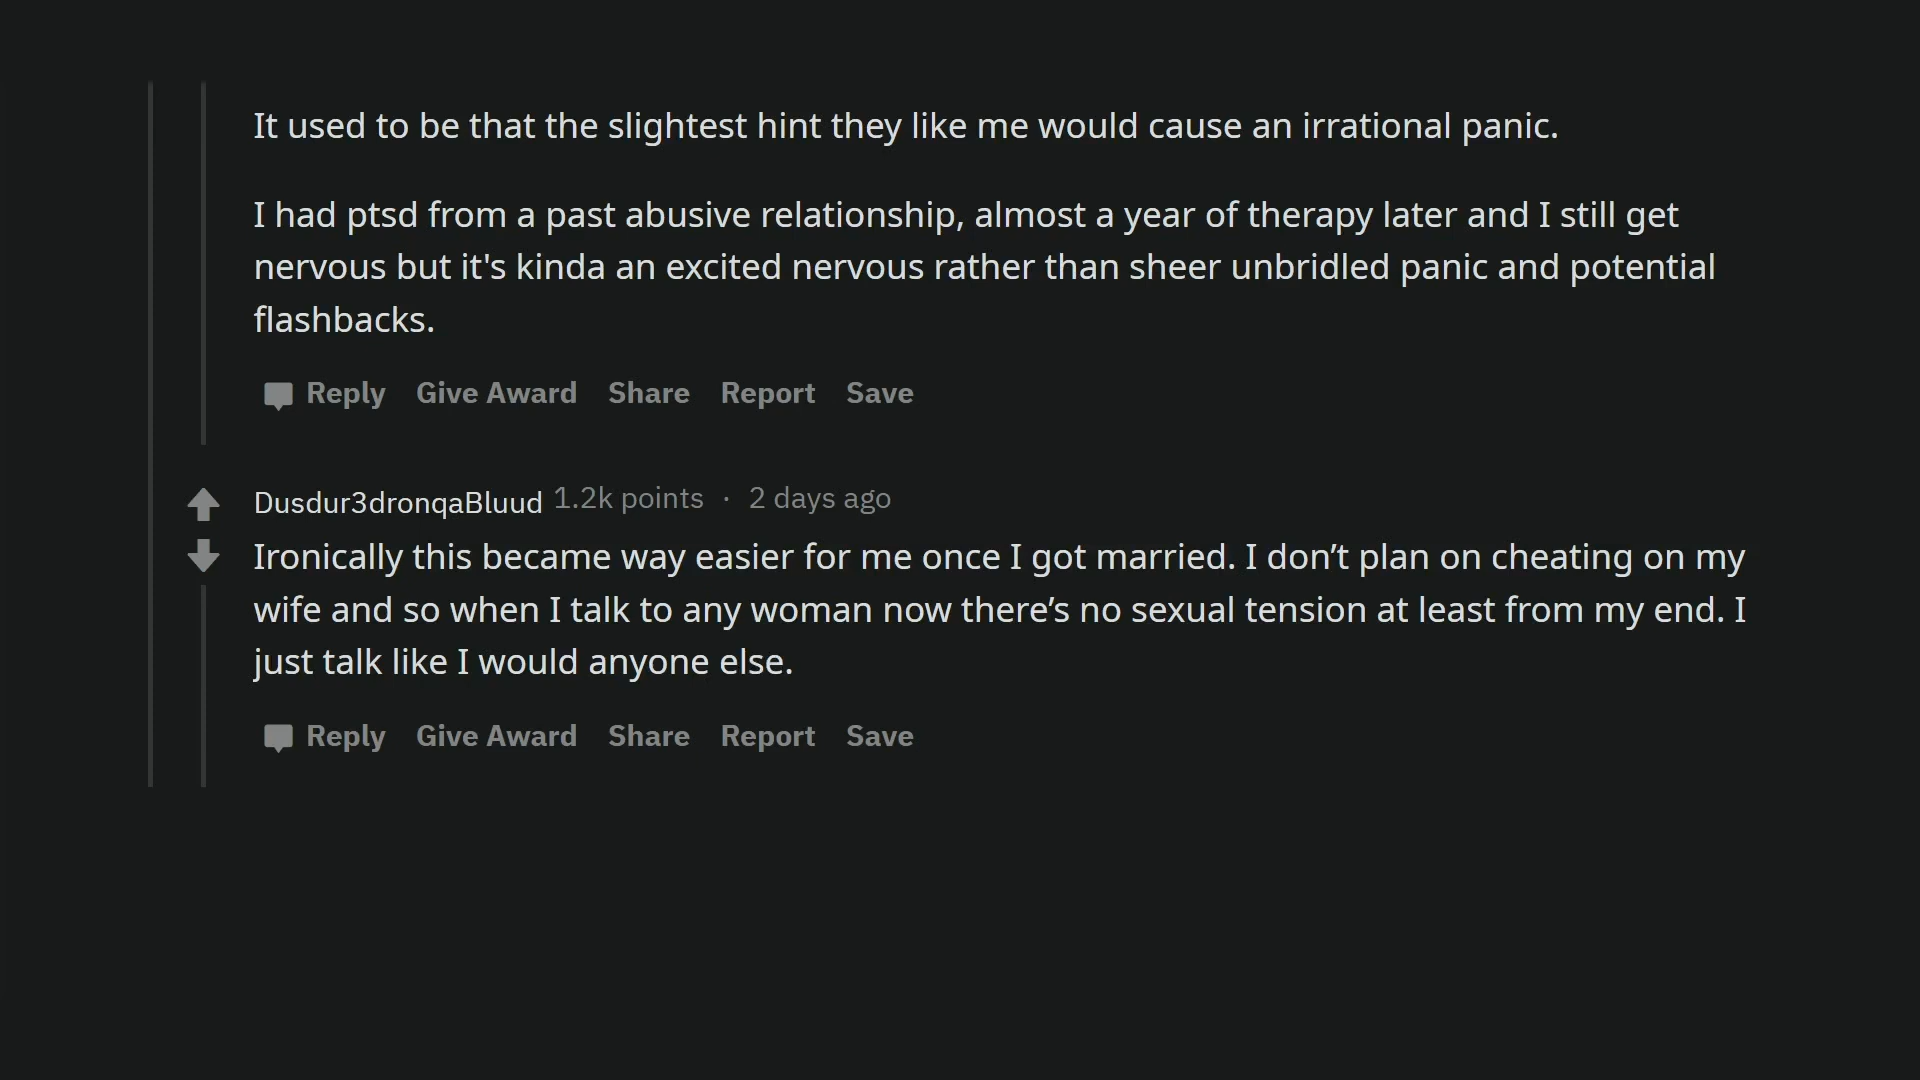 It used to be that the slightest hint they like me would cause an irrational panic.
I had ptsd from a past abusive relationship, almost a year of therapy later and I still get
nervous but it's kinda an excited nervous rather than sheer unbridled panic and potential
flashbacks.
Reply Give Award Share Report Save
Dusdur3dronqaBluud 1.2k points · 2 days ago
Ironically this became way easier for me once I got married. I don’t plan on cheating on my
wife and so when I talk to any woman now there’s no sexual tension at least from my end. I
just talk like I would anyone else.
Reply Give Award Share Report Save